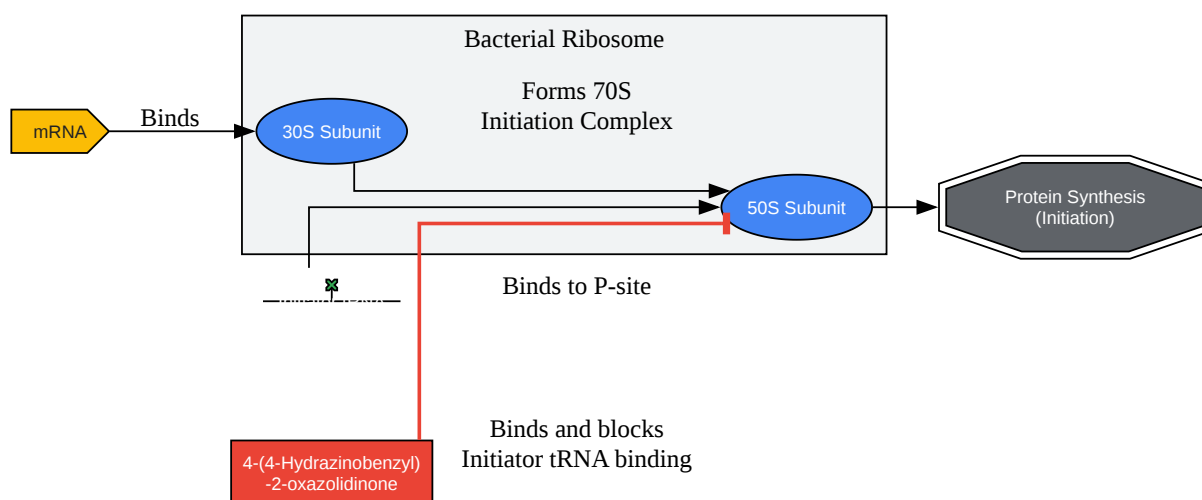 Bacterial Ribosome
Forms 70S
Initiation Complex
mRNA
Binds
30S Subunit
50S Subunit
Protein Synthesis
(Initiation)
Binds to P-site
Binds and blocks
Initiator tRNA binding
4-(4-Hydrazinobenzyl)
-2-oxazolidinone